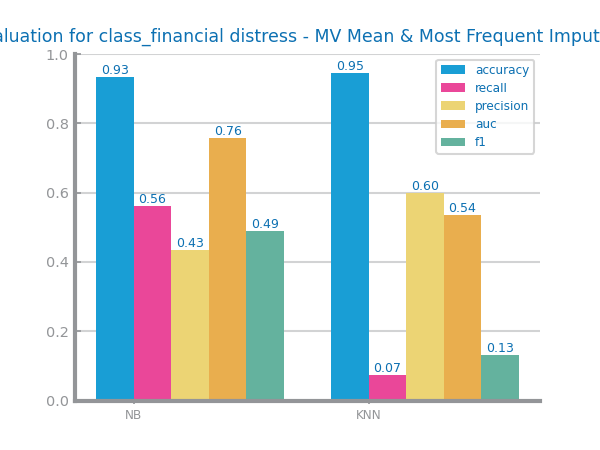 aluation for class_financial distress - MV Mean & Most Frequent Imput
1.0
0.8
0.6
0.4
0.2
0.0
0.93
0.56
0.43
0.76
0.49
0.95
0.07
0.60
0.54
0.13
accuracy
recall
precision
auc
f1
NB
KNN